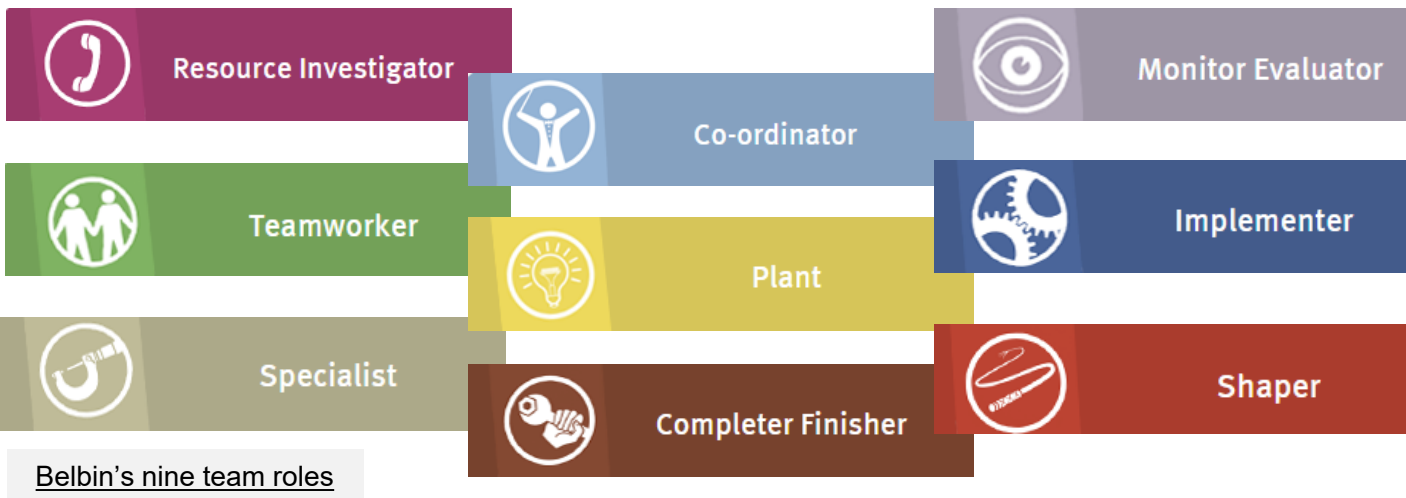 Resource Investigator
Co-ordinator
Monitor Evaluator
Teamworker
Plant
Implementer
Specialist
Completer Finisher
Shaper
Belbin’s nine team roles